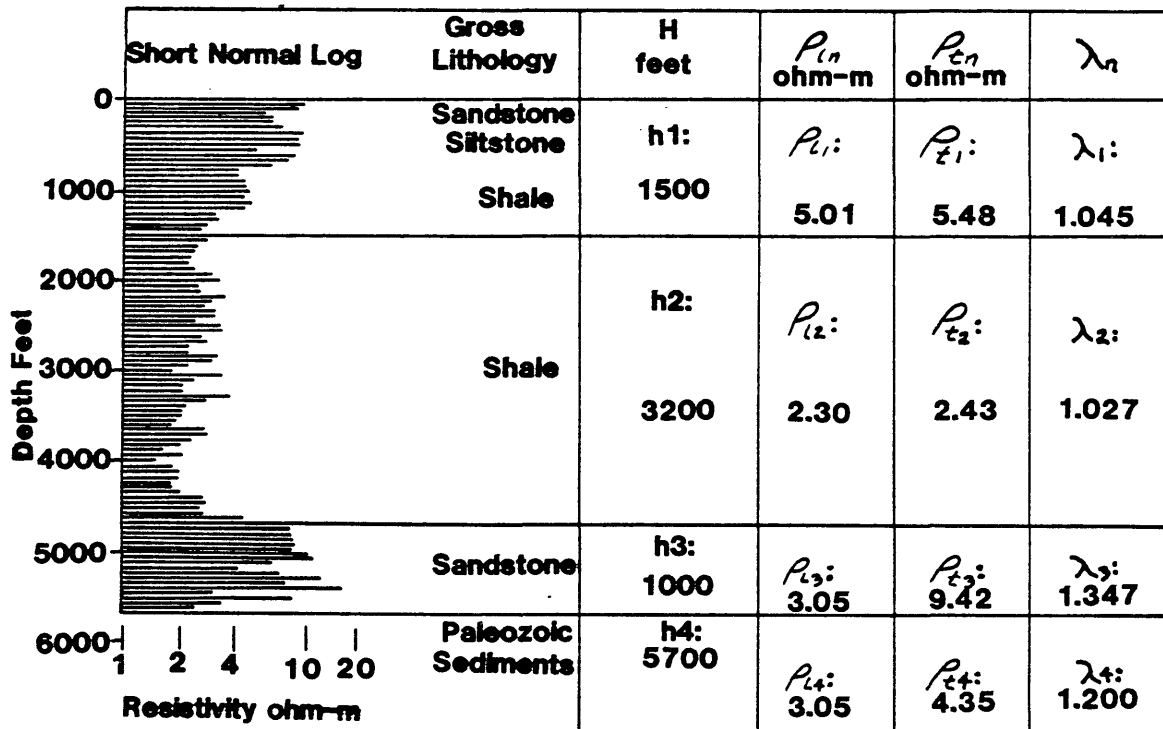 Short Normal Log
Gross
Lithology
H
feet
ρln
ohm-m
ρtn
ohm-m
λn
Depth Feet
0
1000
2000
3000
4000
5000
6000
1 2 4 10 20
Resistivity ohm-m
Sandstone
Siltstone
Shale
h1:
1500
ρl1:
5.01
ρt1:
5.48
λ1:
1.045
Shale
h2:
3200
ρl2:
2.30
ρt2:
2.43
λ2:
1.027
Sandstone
h3:
1000
ρl3:
3.05
ρt3:
9.42
λ3:
1.347
Paleozoic
Sediments
h4:
5700
ρl4:
3.05
ρt4:
4.35
λ4:
1.200